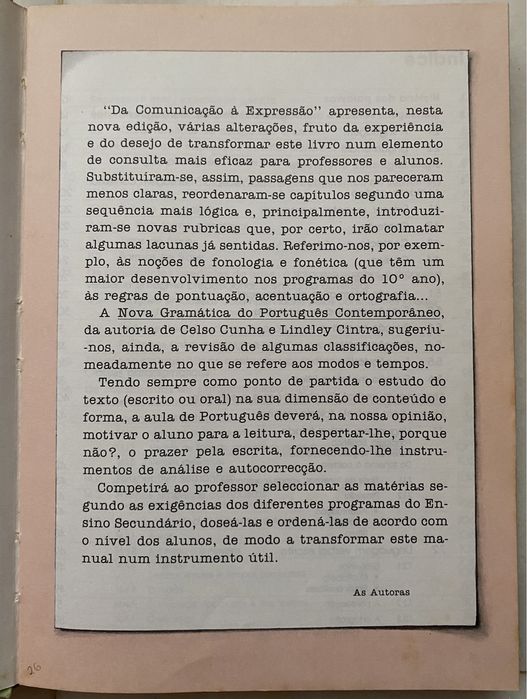 "Da Comunicação à Expressão" apresenta, nesta
nova edição, várias alterações, fruto da experiência
e do desejo de transformar este livro num elemento
de consulta mais eficaz para professores e alunos.
Substituíram-se, assim, passagens que nos pareceram
menos claras, reordenaram-se capítulos segundo uma
sequência mais lógica e, principalmente, introduzi-
ram-se novas rubricas que, por certo, irão colmatar
algumas lacunas já sentidas. Referimo-nos, por exem-
plo, às noções de fonologia e fonética (que têm um
maior desenvolvimento nos programas do 10º ano),
às regras de pontuação, acentuação e ortografia...
A Nova Gramática do Português Contemporâneo,
da autoria de Celso Cunha e Lindley Cintra, sugeriu-
-nos, ainda, a revisão de algumas classificações, no-
meadamente no que se refere aos modos e tempos.
Tendo sempre como ponto de partida o estudo do
texto (escrito ou oral) na sua dimensão de conteúdo e
forma, a aula de Português deverá, na nossa opinião,
motivar o aluno para a leitura, despertar-lhe, porque
não?, o prazer pela escrita, fornecendo-lhe instru-
mentos de análise e autocorrecção.
Competirá ao professor seleccionar as matérias se-
gundo as exigências dos diferentes programas do En-
sino Secundário, doseá-las e ordená-las de acordo com
o nível dos alunos, de modo a transformar este ma-
nual num instrumento útil.
As Autoras
26